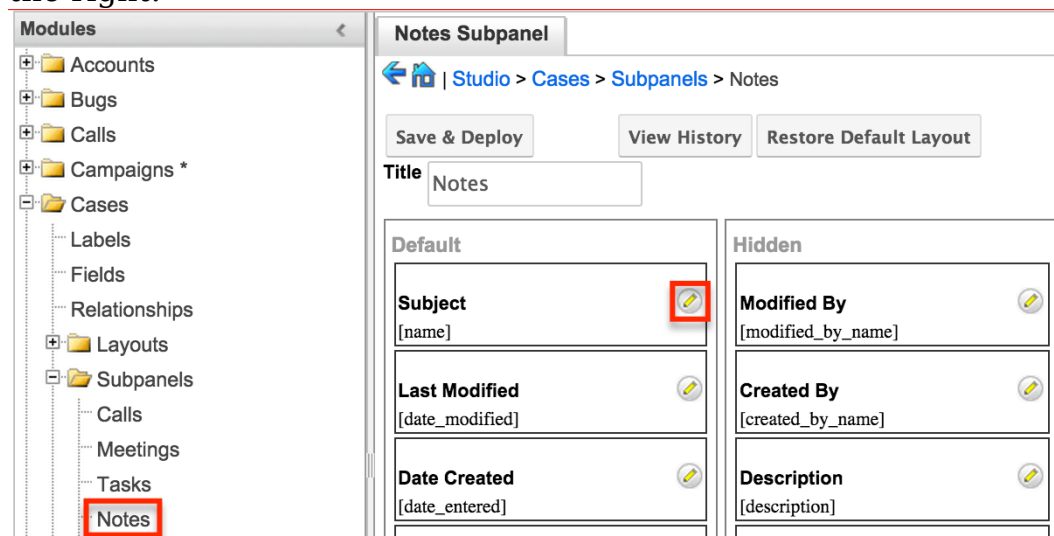 the right.
Modules
Accounts
Bugs
Calls
Campaigns *
Cases
Labels
Fields
Relationships
Layouts
Subpanels
Calls
Meetings
Tasks
Notes
Notes Subpanel
| Studio > Cases > Subpanels > Notes
Save & Deploy View History Restore Default Layout
Title Notes
Default
Subject
[name]
Last Modified
[date_modified]
Date Created
[date_entered]
Hidden
Modified By
[modified_by_name]
Created By
[created_by_name]
Description
[description]